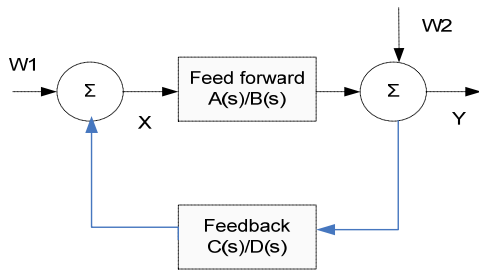 W2
W1
Σ
Feed forward
A(s)/B(s)
Σ
X
Y
Feedback
C(s)/D(s)